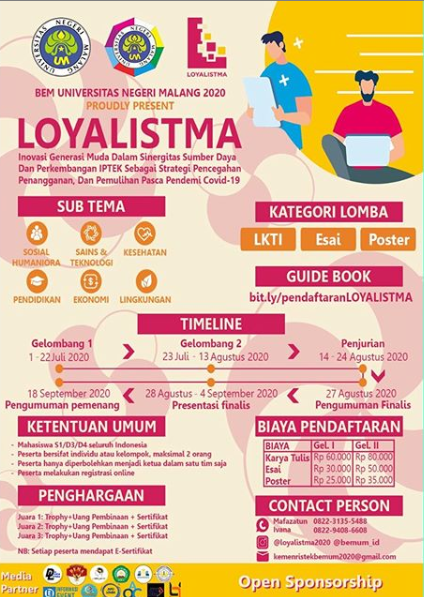 UNIVERSITAS NEGERI MALANG
UM
UNIVERSITAS NEGERI MALANG
UM
LOYALISTMA
BEM UNIVERSITAS NEGERI MALANG 2020
PROUDLY PRESENT
LOYALISTMA
Inovasi Generasi Muda Dalam Sinergitas Sumber Daya
Dan Perkembangan IPTEK Sebagai Strategi Pencegahan
Penanganan, Dan Pemulihan Pasca Pendemi Covid-19
SUB TEMA
SOSIAL
HUMANIORA
SAINS &
TEKNOLOGI
KESEHATAN
PENDIDIKAN
EKONOMI
LINGKUNGAN
KATEGORI LOMBA
LKTI
Esai
Poster
GUIDE BOOK
bit.ly/pendaftaranLOYALISTMA
TIMELINE
Gelombang 1
1 - 22 Juli 2020
Gelombang 2
23 Juli - 13 Agustus 2020
Penjurian
14 - 24 Agustus 2020
18 September 2020
Pengumuman pemenang
28 Agustus - 4 September 2020
Presentasi finalis
27 Agustus 2020
Pengumuman Finalis
KETENTUAN UMUM
- Mahasiswa S1/D3/D4 seluruh Indonesia
- Peserta bersifat individu atau kelompok, maksimal 2 orang
- Peserta hanya diperbolehkan menjadi ketua dalam satu tim saja
- Peserta melakukan registrasi online
BIAYA PENDAFTARAN
BIAYA Gel. I Gel. II
Karya Tulis Rp 60.000 Rp 80.000
Esai Rp 30.000 Rp 50.000
Poster Rp 25.000 Rp 35.000
PENGHARGAAN
Juara 1: Trophy+Uang Pembinaan + Sertifikat
Juara 2: Trophy+Uang Pembinaan + Sertifikat
Juara 3: Trophy+Uang Pembinaan + Sertifikat
NB: Setiap peserta mendapat E-Sertifikat
CONTACT PERSON
Mafazatun 0822-3135-5488
Ivana 0822-9408-6608
@loyalistma2020 @bemum_id
kemenristekbemum2020@gmail.com
Media
Partner
Open Sponsorship